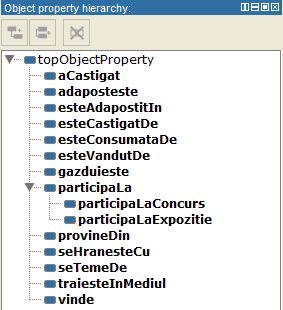 Object property hierarchy:
topObjectProperty
aCastigat
adaposteste
esteAdapostitIn
esteCastigatDe
esteConsumataDe
esteVandutDe
gazduieste
participaLa
participaLaConcurs
participaLaExpozitie
provineDin
seHranesteCu
seTemeDe
traiesteInMediul
vinde